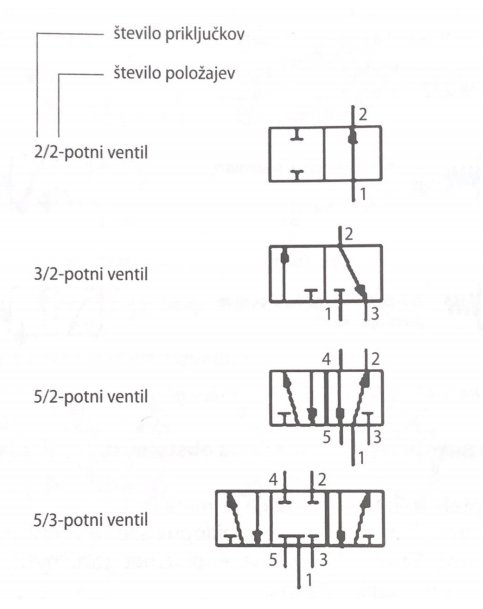 število priključkov
število položajev
2
2/2-potni ventil
1
2
3/2-potni ventil
1 3
4 2
5/2-potni ventil
5 3
1
4 2
5/3-potni ventil
5 3
1